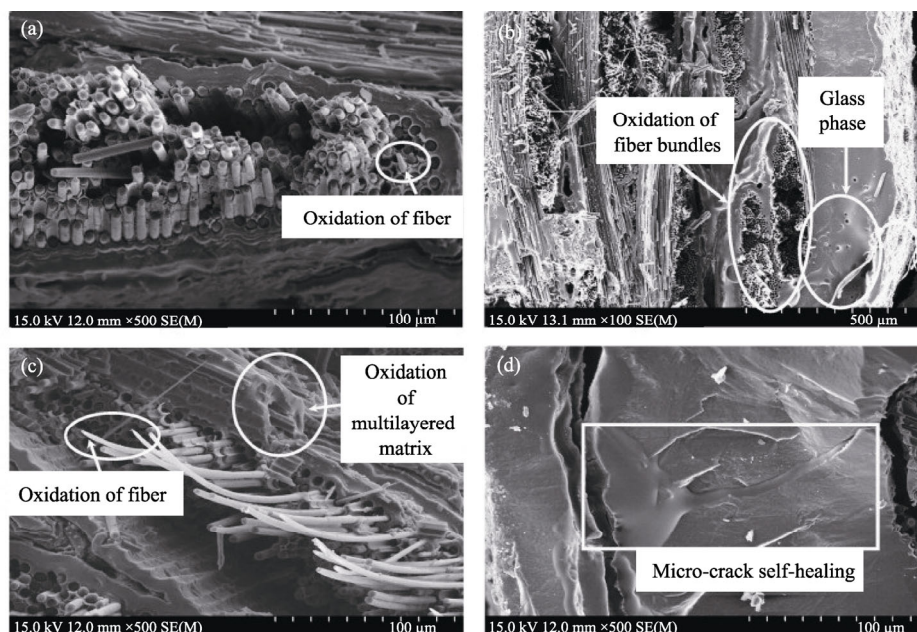 (a)
Oxidation of fiber
15.0 kV 12.0 mm ×500 SE(M)
100 μm
(b)
Oxidation of
fiber bundles
Glass
phase
15.0 kV 13.1 mm ×100 SE(M)
500 μm
(c)
Oxidation
of
multilayered
matrix
Oxidation of fiber
15.0 kV 12.0 mm ×500 SE(M)
100 μm
(d)
Micro-crack self-healing
15.0 kV 12.0 mm ×500 SE(M)
100 μm